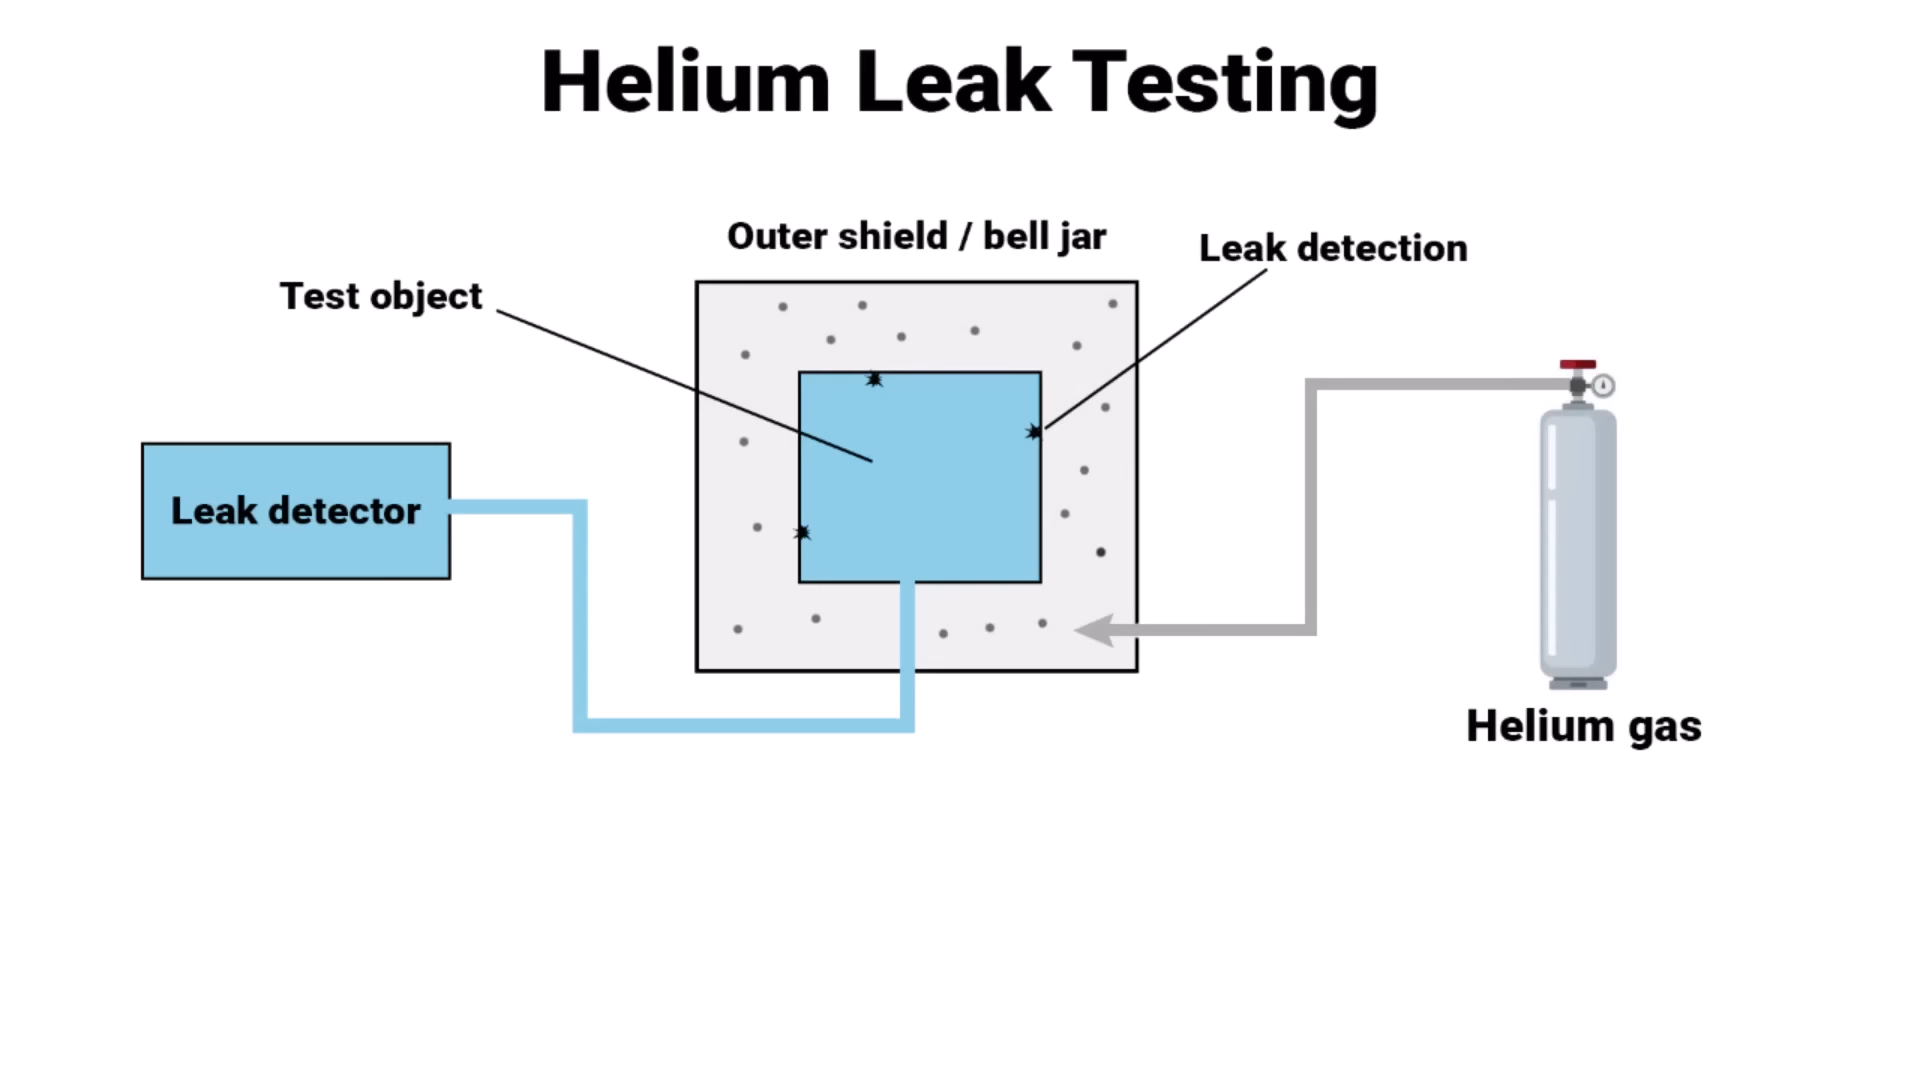 Helium Leak Testing
Outer shield / bell jar
Leak detection
Test object
Leak detector
Helium gas